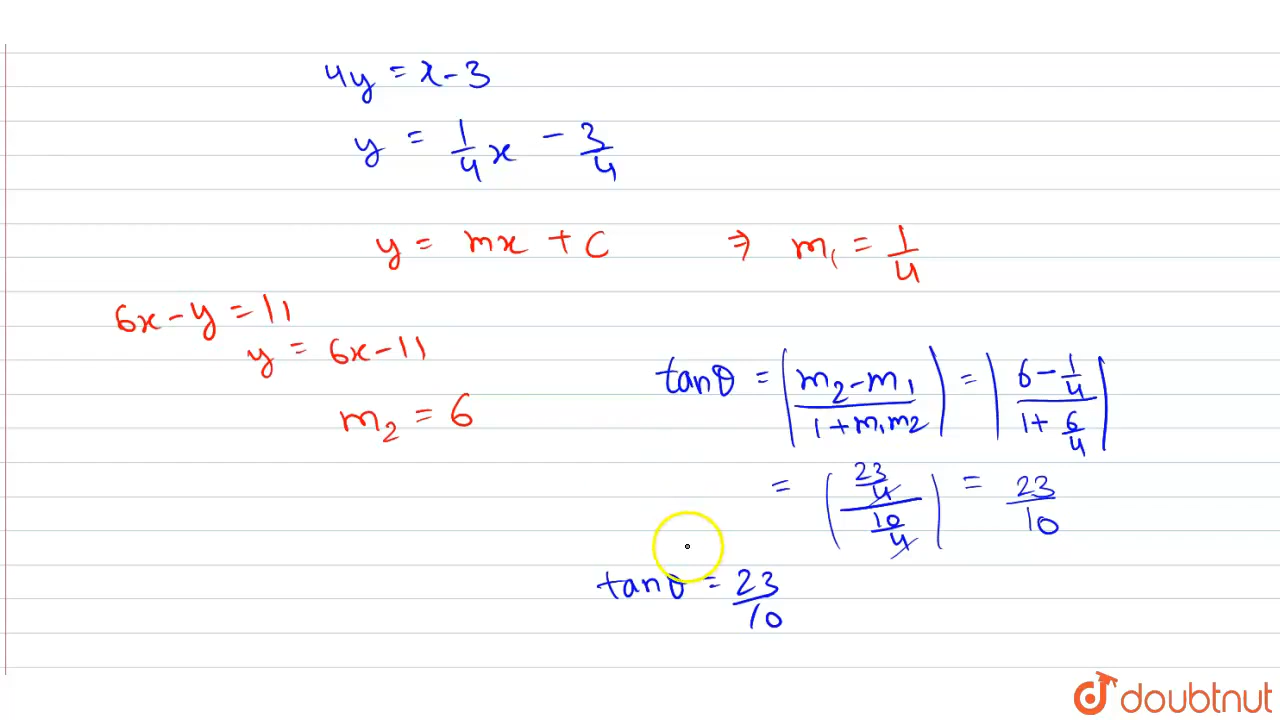 4y = x - 3
y = 1/4 x - 3/4
y = mx + C ⇒ m₁ = 1/4
6x - y = 11
y = 6x - 11
m₂ = 6
tanθ = |(m₂ - m₁)/(1 + m₁m₂)| = |(6 - 1/4)/(1 + 6/4)|
= |(23/4)/(10/4)| = 23/10
tanθ = 23/10
doubtnut